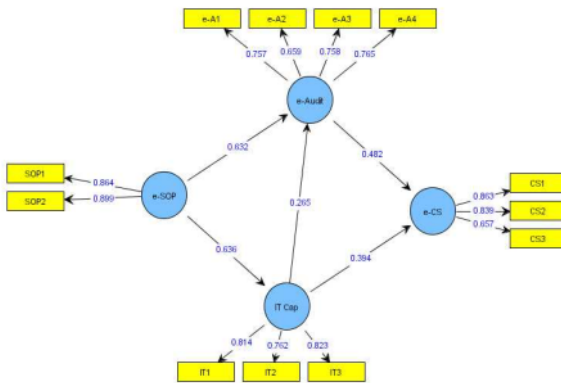 e-A1 e-A2 e-A3 e-A4
0.757 0.659 0.758 0.765
e-Audit
0.632 0.482
SOP1 0.864
SOP2 0.899
e-SOP
0.265
e-CS
0.863 CS1
0.839 CS2
0.657 CS3
0.636 0.394
IT Cap
0.814 0.762 0.823
IT1 IT2 IT3